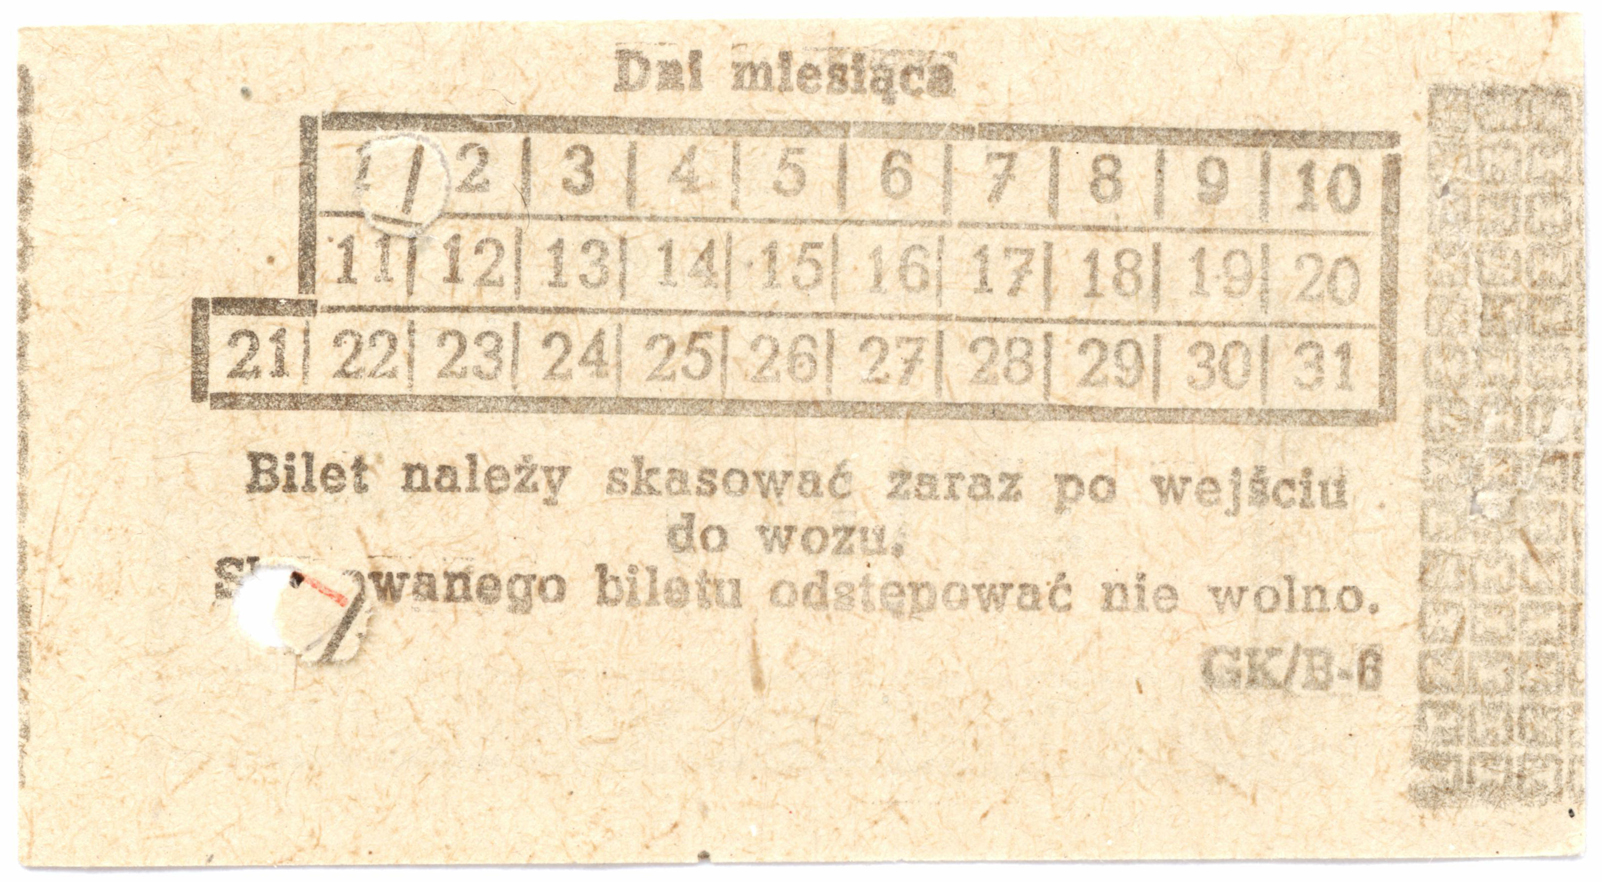 Dni miesiąca
1 | 2 | 3 | 4 | 5 | 6 | 7 | 8 | 9 | 10
11 | 12 | 13 | 14 | 15 | 16 | 17 | 18 | 19 | 20
21 | 22 | 23 | 24 | 25 | 26 | 27 | 28 | 29 | 30 | 31
Bilet należy skasować zaraz po wejściu
do wozu.
biletu odstępować nie wolno.
GK/B-6